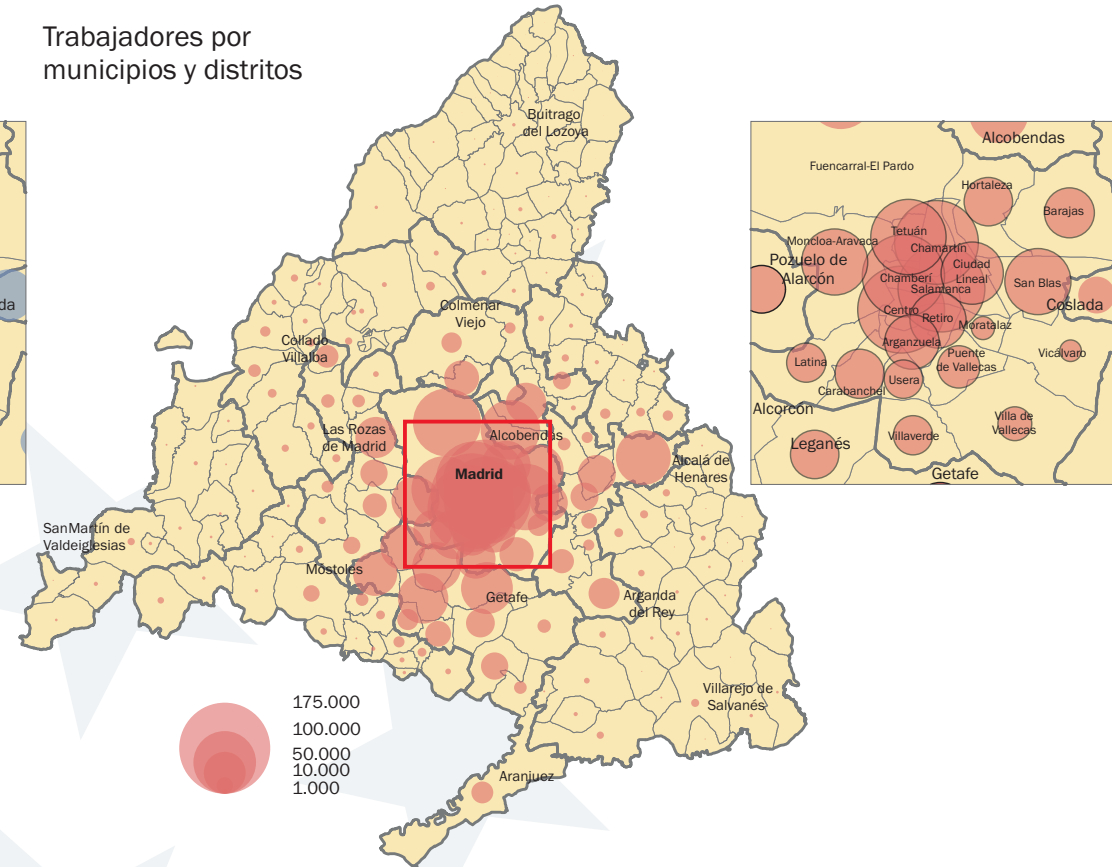 Trabajadores por
municipios y distritos
Buitrago
del Lozoya
Colmenar
Viejo
Collado
Villalba
Las Rozas
de Madrid
Alcobendas
Madrid
Alcalá de
Henares
SanMartín de
Valdeiglesias
Móstoles
Getafe
Arganda
del Rey
Villarejo de
Salvanés
Aranjuez
175.000
100.000
50.000
10.000
1.000
da
Alcobendas
Fuencarral-El Pardo
Hortaleza
Barajas
Tetuán
Moncloa-Aravaca
Chamartín
Pozuelo de
Alarcón
Ciudad
Lineal
Chamberí
Salamanca
San Blas
Coslada
Centro
Retiro
Moratalaz
Arganzuela
Vicálvaro
Latina
Puente
de Vallecas
Carabanchel
Usera
Alcorcón
Villa de
Vallecas
Villaverde
Leganés
Getafe